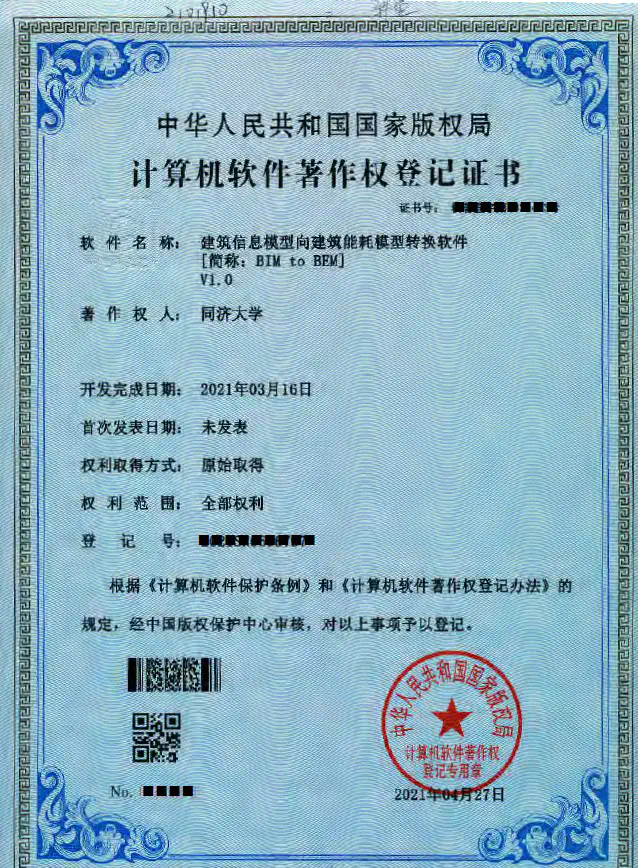 2101910
中华人民共和国国家版权局
计算机软件著作权登记证书
证书号：
软件名称： 建筑信息模型向建筑能耗模型转换软件
[简称：BIM to BEM]
V1.0
著作权人： 同济大学
开发完成日期： 2021年03月16日
首次发表日期： 未发表
权利取得方式： 原始取得
权利范围： 全部权利
登记号：
根据《计算机软件保护条例》和《计算机软件著作权登记办法》的
规定，经中国版权保护中心审核，对以上事项予以登记。
中华人民共和国国家版权局
计算机软件著作权
登记专用章
No.
2021年04月27日